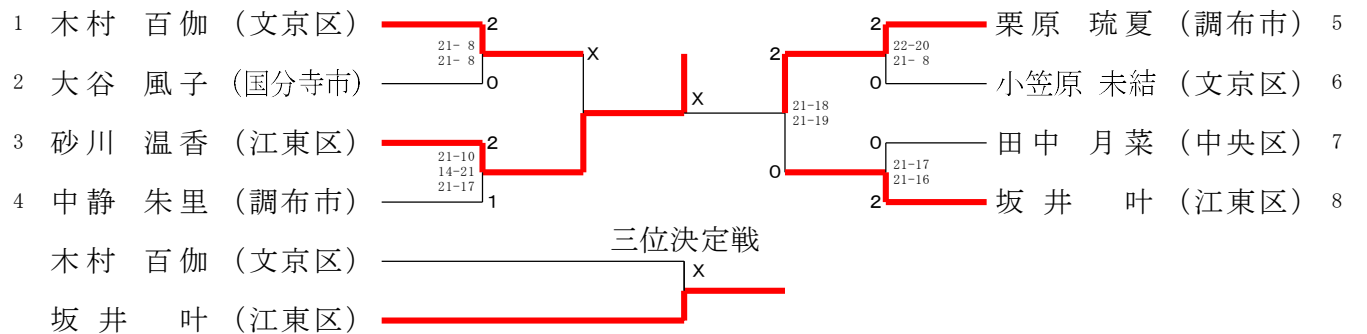 1 木村 百伽 (文京区) 2
21- 8
21- 8
X
2 大谷 風子 (国分寺市) 0
3 砂川 温香 (江東区) 2
21-10
14-21
21-17
4 中静 朱里 (調布市) 1
X
2 栗原 琉夏 (調布市) 5
22-20
21- 8
2
0 小笠原 未結 (文京区) 6
21-18
21-19
0 田中 月菜 (中央区) 7
21-17
21-16
0
2 坂井 叶 (江東区) 8
三位決定戦
木村 百伽 (文京区)
X
坂井 叶 (江東区)